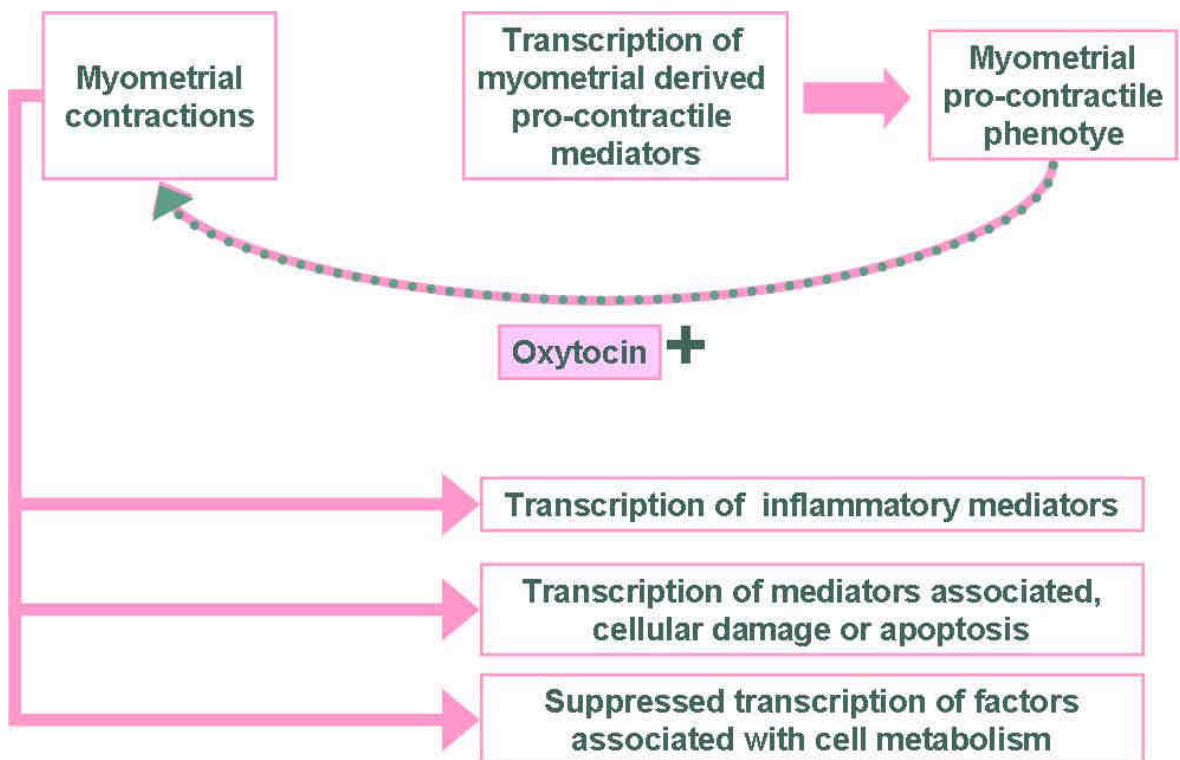 Myometrial
contractions
Transcription of
myometrial derived
pro-contractile
mediators
Myometrial
pro-contractile
phenotye
Oxytocin +
Transcription of inflammatory mediators
Transcription of mediators associated,
cellular damage or apoptosis
Suppressed transcription of factors
associated with cell metabolism